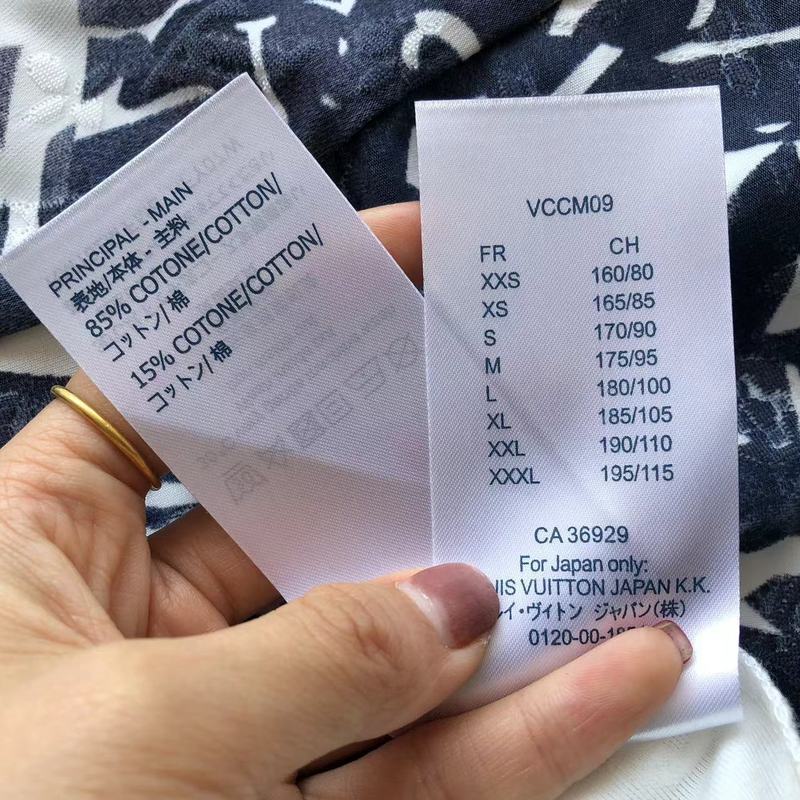 PRINCIPAL - MAIN
表地/本体 - 主料
85% COTONE/COTTON/
コットン/ 棉
15% COTONE/COTTON/
コットン/ 棉
VCCM09
FR CH
XXS 160/80
XS 165/85
S 170/90
M 175/95
L 180/100
XL 185/105
XXL 190/110
XXXL 195/115
CA 36929
For Japan only:
VUITTON JAPAN K.K.
ヴィトン ジャパン(株)
0120-00-